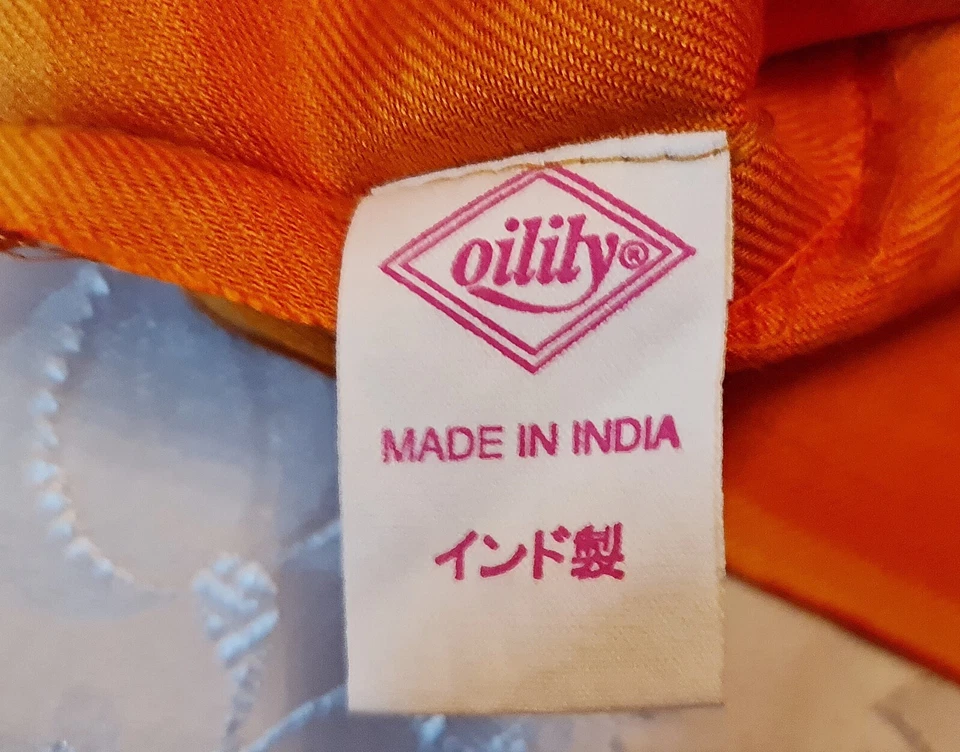 oilily®
MADE IN INDIA
インド製